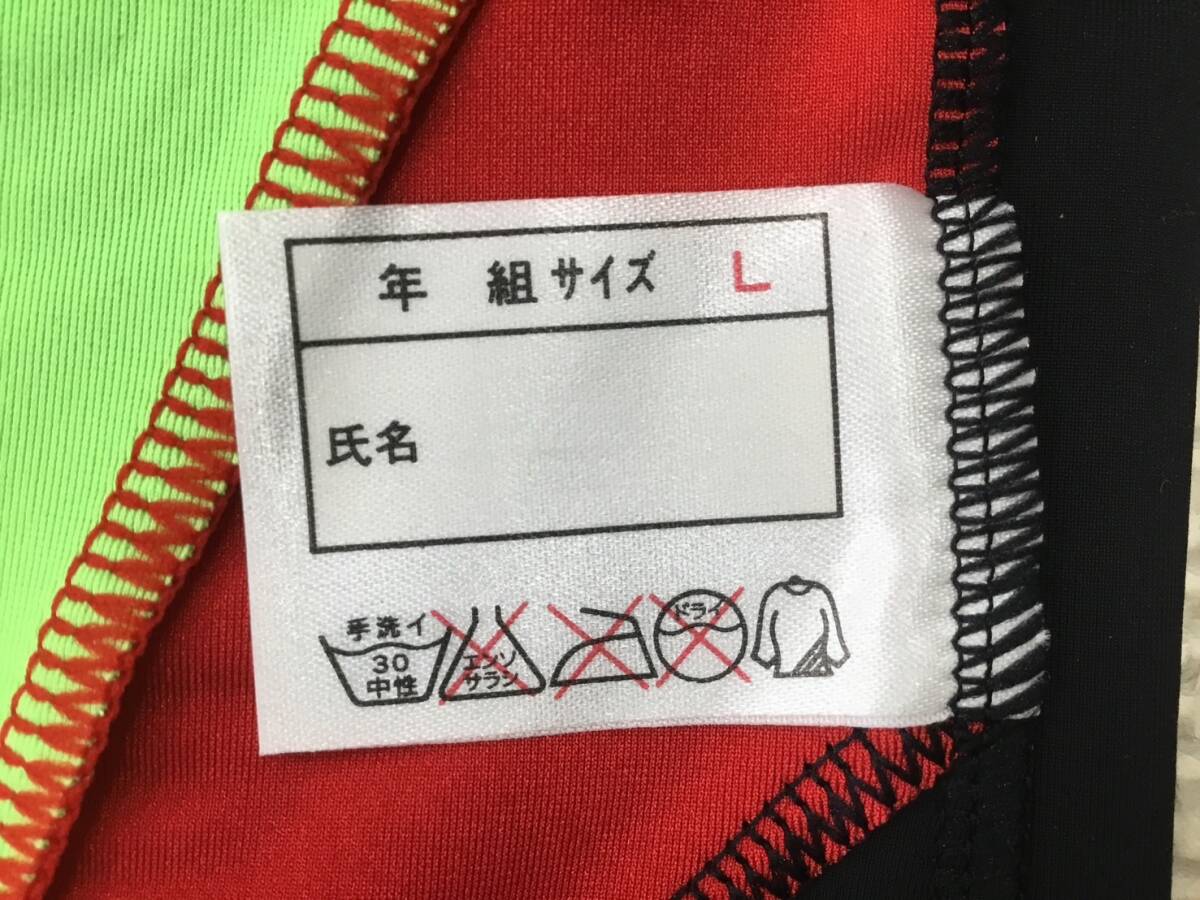 年 組 サイズ L
氏名
手洗イ
30
中性
エンソ
サラシ
ドライ